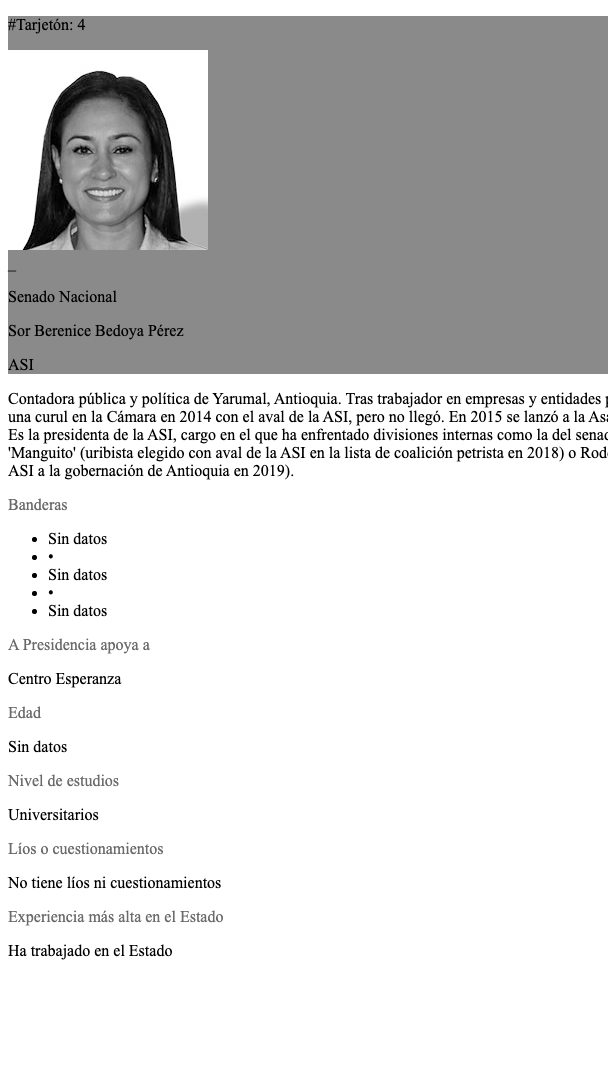 #Tarjetón: 4
_
Senado Nacional
Sor Berenice Bedoya Pérez
ASI
Contadora pública y política de Yarumal, Antioquia. Tras trabajador en empresas y entidades
una curul en la Cámara en 2014 con el aval de la ASI, pero no llegó. En 2015 se lanzó a la
Es la presidenta de la ASI, cargo en el que ha enfrentado divisiones internas como la del
'Manguito' (uribista elegido con aval de la ASI en la lista de coalición petrista en 2018) o
ASI a la gobernación de Antioquia en 2019).
Banderas
• Sin datos
• •
• Sin datos
• •
• Sin datos
A Presidencia apoya a
Centro Esperanza
Edad
Sin datos
Nivel de estudios
Universitarios
Líos o cuestionamientos
No tiene líos ni cuestionamientos
Experiencia más alta en el Estado
Ha trabajado en el Estado